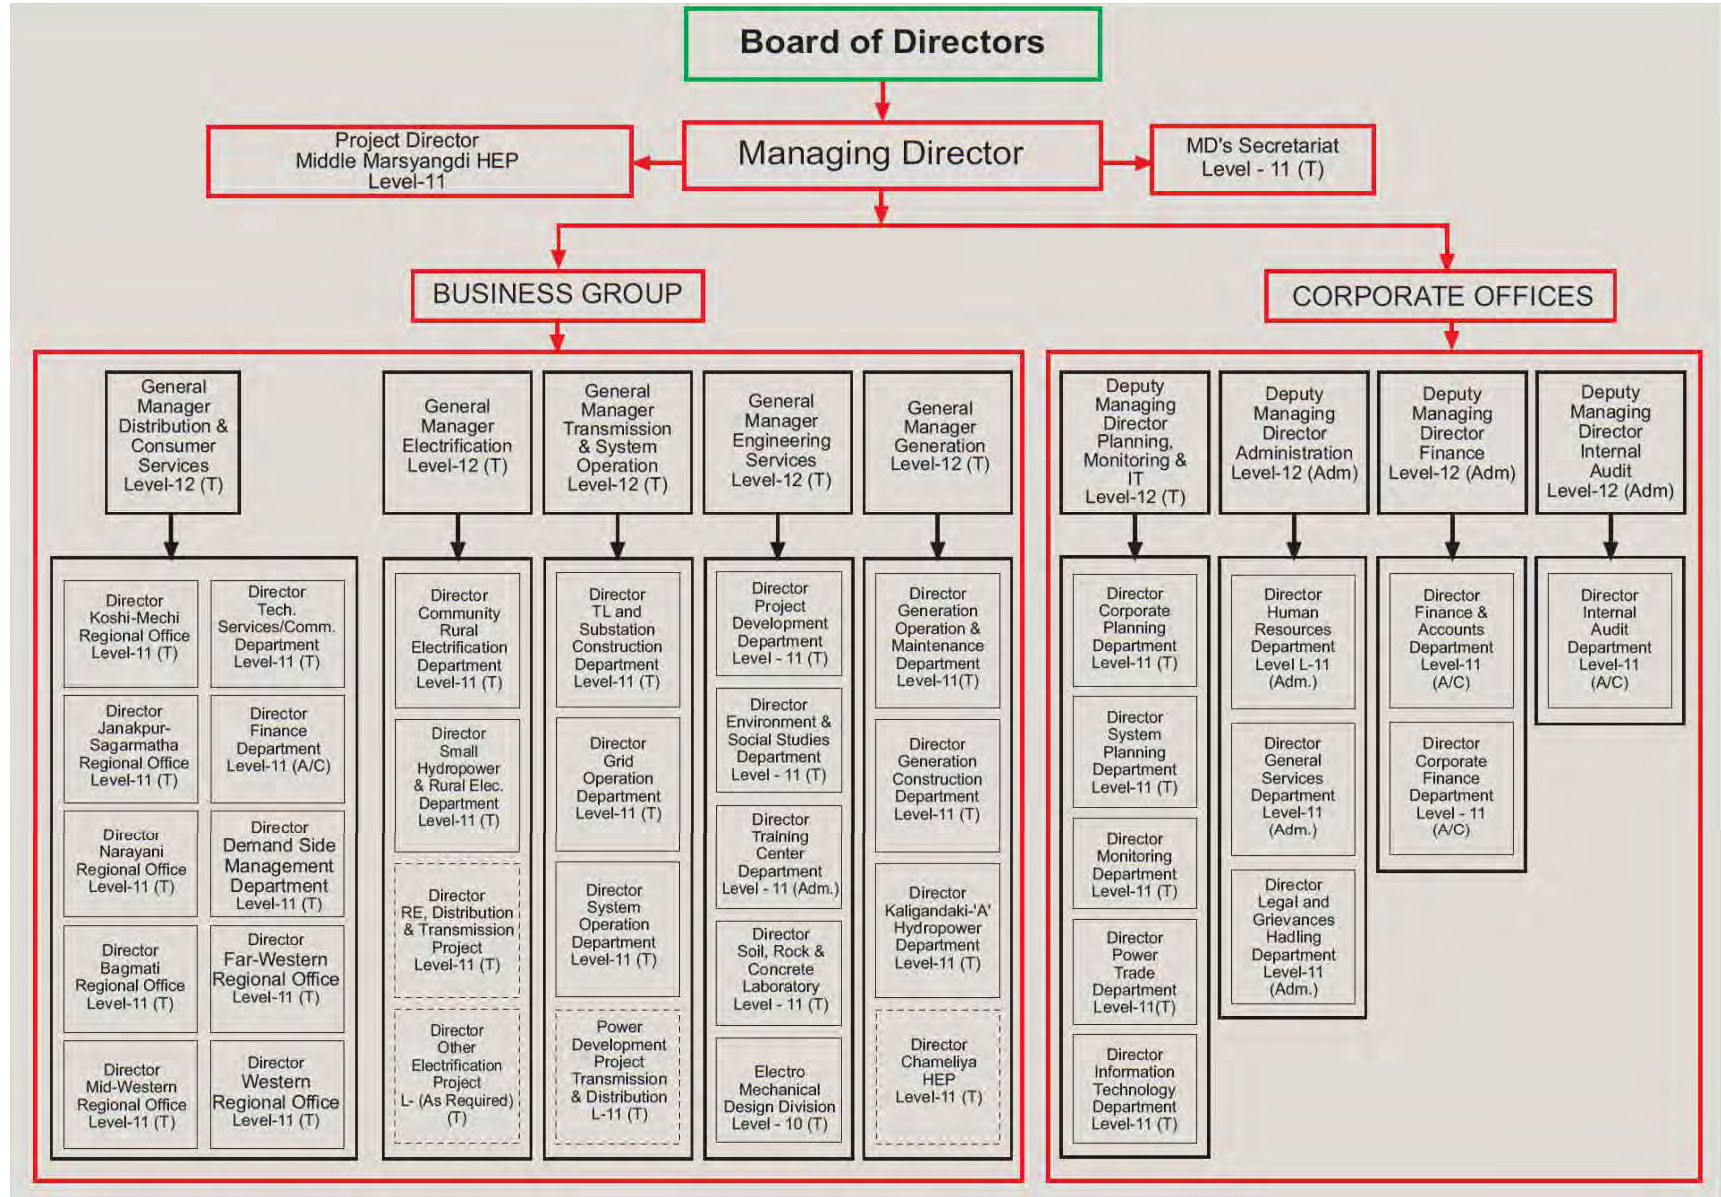 Board of Directors
Project Director
Middle Marsyangdi HEP
Level-11
Managing Director
MD's Secretariat
Level - 11 (T)
BUSINESS GROUP
CORPORATE OFFICES
General
Manager
Distribution &
Consumer
Services
Level-12 (T)
General
Manager
Electrification
Level-12 (T)
General
Manager
Transmission
& System
Operation
Level-12 (T)
General
Manager
Engineering
Services
Level-12 (T)
General
Manager
Generation
Level-12 (T)
Deputy
Managing
Director
Planning,
Monitoring &
IT
Level-12 (T)
Deputy
Managing
Director
Administration
Level-12 (Adm)
Deputy
Managing
Director
Finance
Level-12 (Adm)
Deputy
Managing
Director
Internal
Audit
Level-12 (Adm)
Director
Koshi-Mechi
Regional Office
Level-11 (T)
Director
Janakpur-
Sagarmatha
Regional Office
Level-11 (T)
Director
Narayani
Regional Office
Level-11 (T)
Director
Bagmati
Regional Office
Level-11 (T)
Director
Mid-Western
Regional Office
Level-11 (T)
Director
Tech.
Services/Comm.
Department
Level-11 (T)
Director
Finance
Department
Level-11 (A/C)
Director
Demand Side
Management
Department
Level-11 (T)
Director
Far-Western
Regional Office
Level-11 (T)
Director
Western
Regional Office
Level-11 (T)
Director
Community
Rural
Electrification
Department
Level-11 (T)
Director
Small
Hydropower
& Rural Elec.
Department
Level-11 (T)
Director
RE, Distribution
& Transmission
Project
Level-11 (T)
Director
Other
Electrification
Project
L- (As Required)
(T)
Director
TL and
Substation
Construction
Department
Level-11 (T)
Director
Grid
Operation
Department
Level-11 (T)
Director
System
Operation
Department
Level-11 (T)
Power
Development
Project
Transmission
& Distribution
L-11 (T)
Director
Project
Development
Department
Level - 11 (T)
Director
Environment &
Social Studies
Department
Level - 11 (T)
Director
Training
Center
Department
Level - 11 (Adm.)
Director
Soil, Rock &
Concrete
Laboratory
Level - 11 (T)
Electro
Mechanical
Design Division
Level - 10 (T)
Director
Generation
Operation &
Maintenance
Department
Level-11(T)
Director
Generation
Construction
Department
Level-11 (T)
Director
Kaligandaki-'A'
Hydropower
Department
Level-11 (T)
Director
Chameliya
HEP
Level-11 (T)
Director
Corporate
Planning
Department
Level-11 (T)
Director
System
Planning
Department
Level-11 (T)
Director
Monitoring
Department
Level-11 (T)
Director
Power
Trade
Department
Level-11(T)
Director
Information
Technology
Department
Level-11 (T)
Director
Human
Resources
Department
Level L-11
(Adm.)
Director
General
Services
Department
Level-11
(Adm.)
Director
Legal and
Grievances
Hadling
Department
Level-11
(Adm.)
Director
Finance &
Accounts
Department
Level-11
(A/C)
Director
Corporate
Finance
Department
Level - 11
(A/C)
Director
Internal
Audit
Department
Level-11
(A/C)